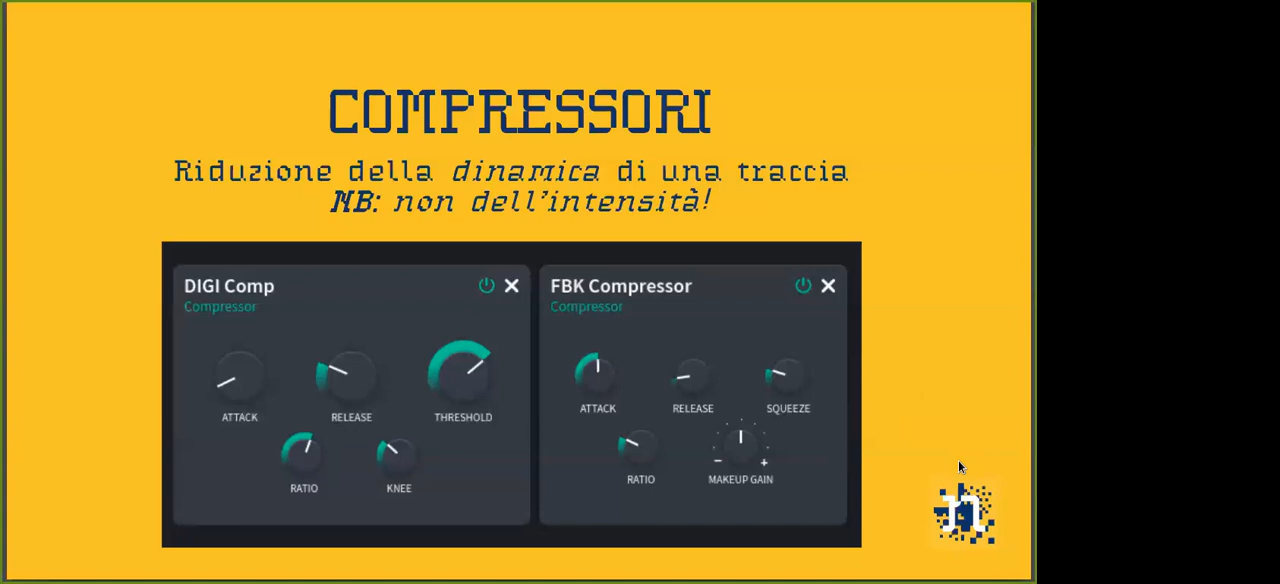 COMPRESSORI
Riduzione della dinamica di una traccia
NB: non dell'intensità!
DIGI Comp
Compressor
ATTACK
RELEASE
THRESHOLD
RATIO
KNEE
FBK Compressor
Compressor
ATTACK
RELEASE
SQUEEZE
RATIO
MAKEUP GAIN
n